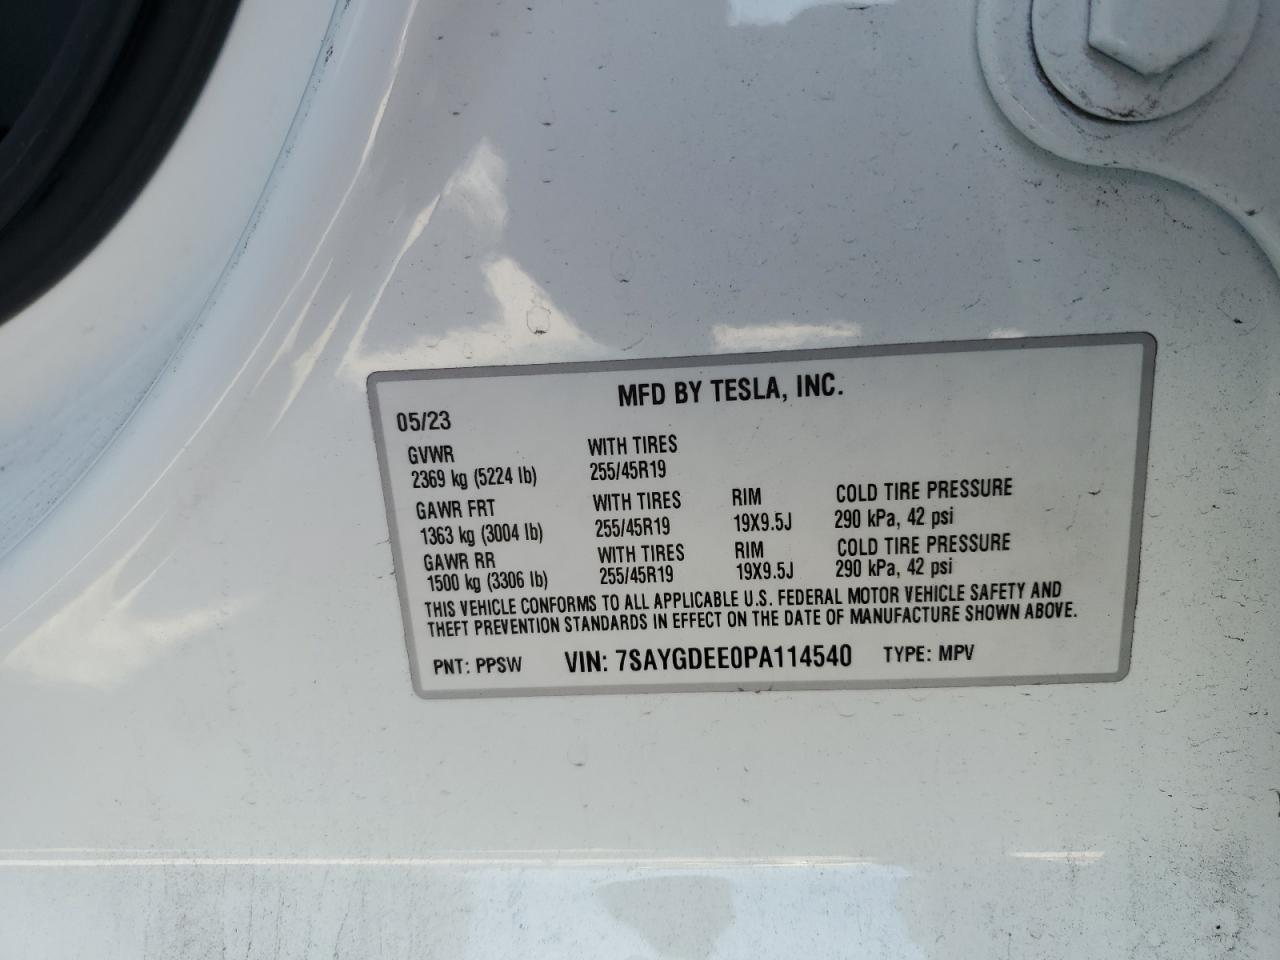 MFD BY TESLA, INC.
05/23
GVWR WITH TIRES
2369 kg (5224 lb) 255/45R19
GAWR FRT WITH TIRES RIM COLD TIRE PRESSURE
1363 kg (3004 lb) 255/45R19 19X9.5J 290 kPa, 42 psi
GAWR RR WITH TIRES RIM COLD TIRE PRESSURE
1500 kg (3306 lb) 255/45R19 19X9.5J 290 kPa, 42 psi
THIS VEHICLE CONFORMS TO ALL APPLICABLE U.S. FEDERAL MOTOR VEHICLE SAFETY AND
THEFT PREVENTION STANDARDS IN EFFECT ON THE DATE OF MANUFACTURE SHOWN ABOVE.
PNT: PPSW VIN: 7SAYGDEE0PA114540 TYPE: MPV